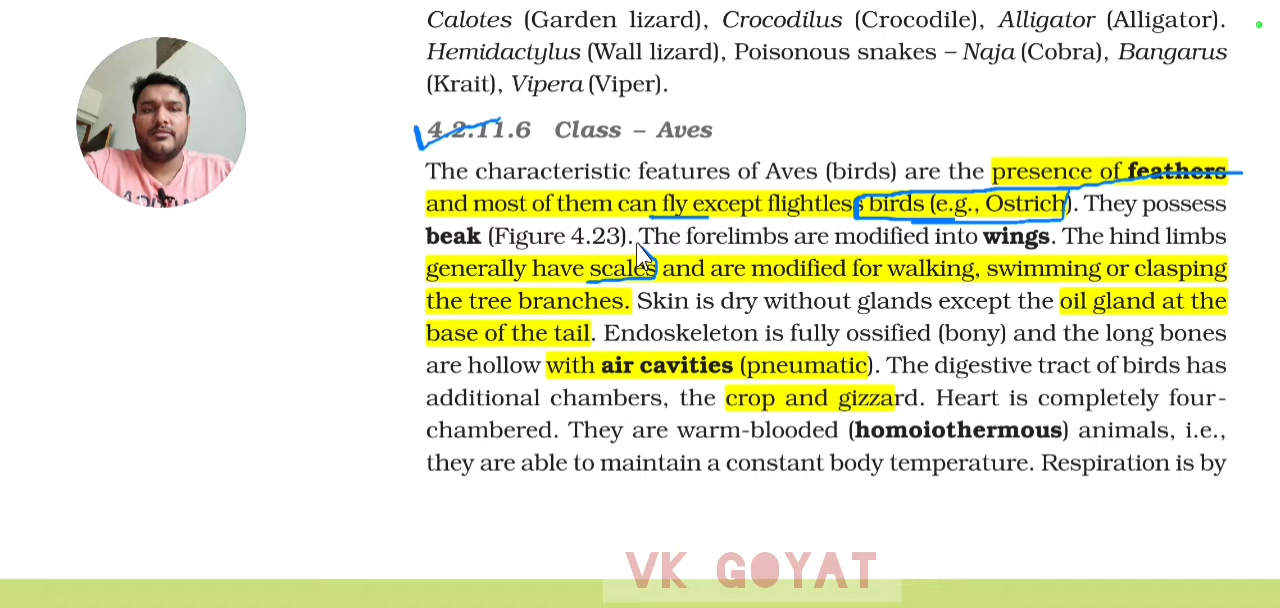 Calotes (Garden lizard), Crocodilus (Crocodile), Alligator (Alligator).
Hemidactylus (Wall lizard), Poisonous snakes – Naja (Cobra), Bangarus
(Krait), Vipera (Viper).
4.2.11.6 Class – Aves
The characteristic features of Aves (birds) are the presence of feathers
and most of them can fly except flightless birds (e.g., Ostrich). They possess
beak (Figure 4.23). The forelimbs are modified into wings. The hind limbs
generally have scales and are modified for walking, swimming or clasping
the tree branches. Skin is dry without glands except the oil gland at the
base of the tail. Endoskeleton is fully ossified (bony) and the long bones
are hollow with air cavities (pneumatic). The digestive tract of birds has
additional chambers, the crop and gizzard. Heart is completely four-
chambered. They are warm-blooded (homoiothermous) animals, i.e.,
they are able to maintain a constant body temperature. Respiration is by
VK GOYAT